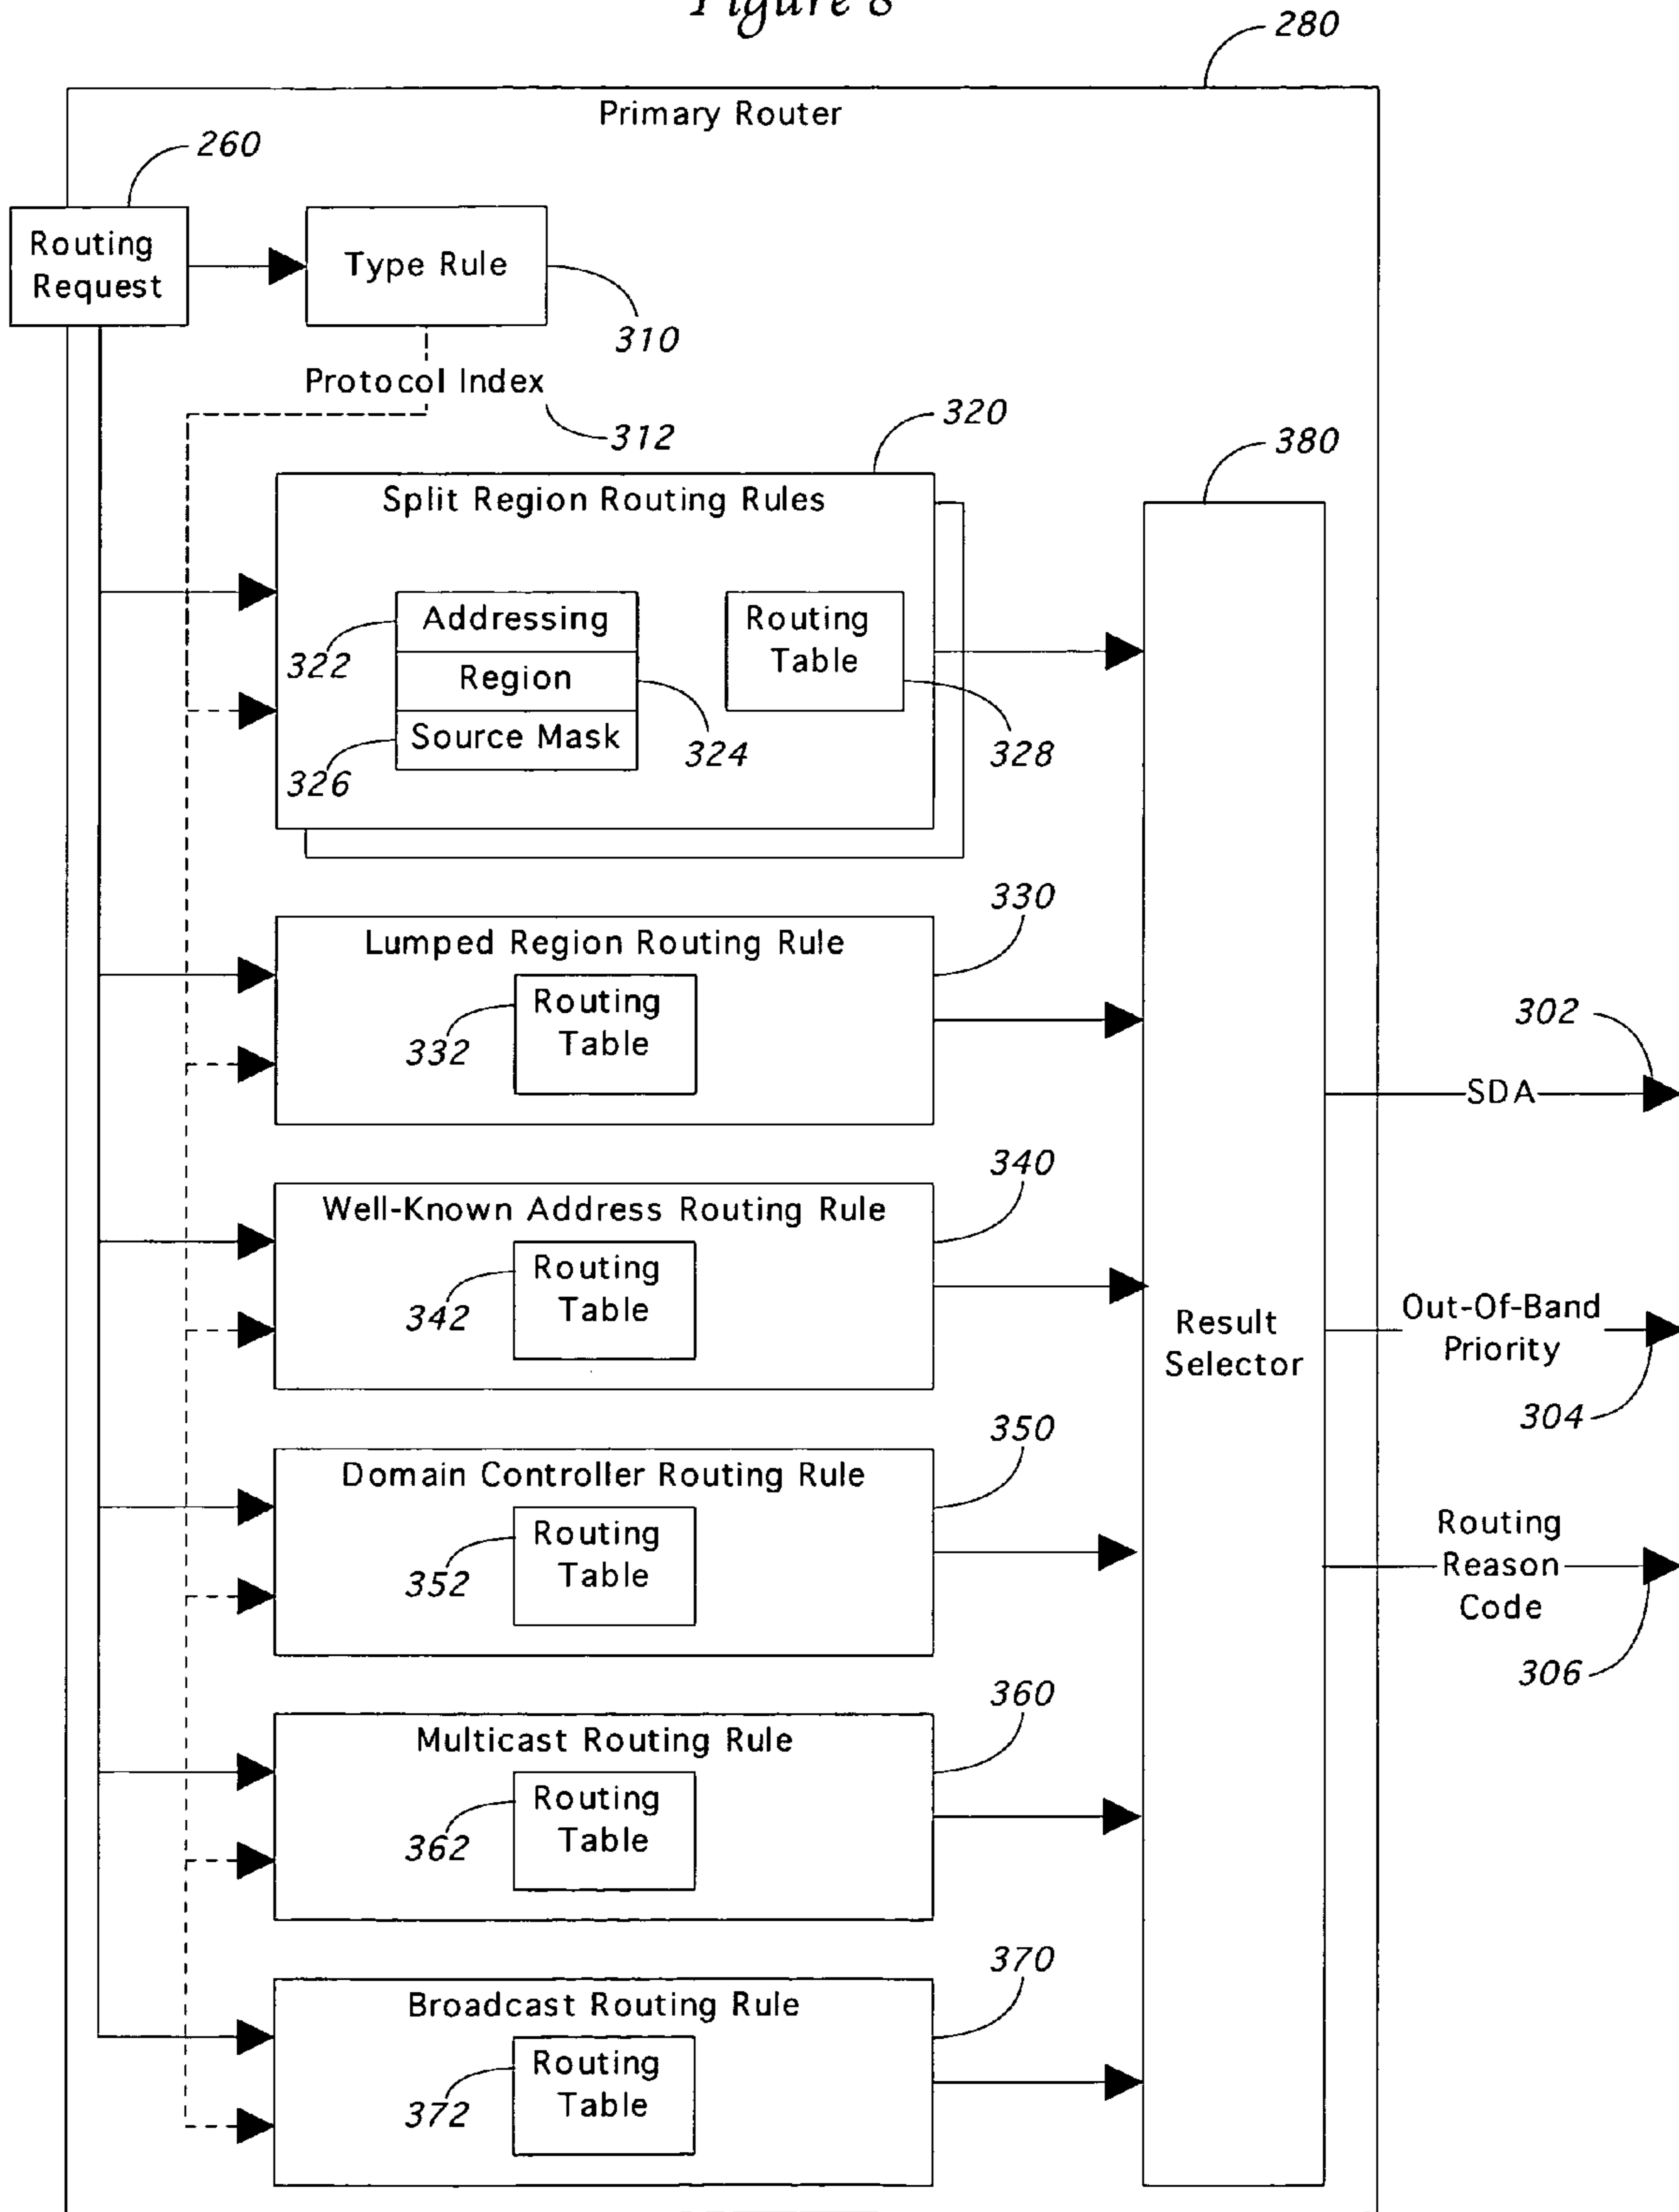 Figure 8
280
Primary Router
260
Routing
Request
Type Rule
310
Protocol Index
312
320
380
Split Region Routing Rules
Addressing
322
Region
324
Source Mask
326
Routing
Table
328
330
Lumped Region Routing Rule
Routing
Table
332
302
SDA
340
Well-Known Address Routing Rule
Routing
Table
342
Result
Selector
Out-Of-Band
Priority
304
350
Domain Controller Routing Rule
Routing
Table
352
Routing
Reason
Code
306
360
Multicast Routing Rule
Routing
Table
362
370
Broadcast Routing Rule
Routing
Table
372